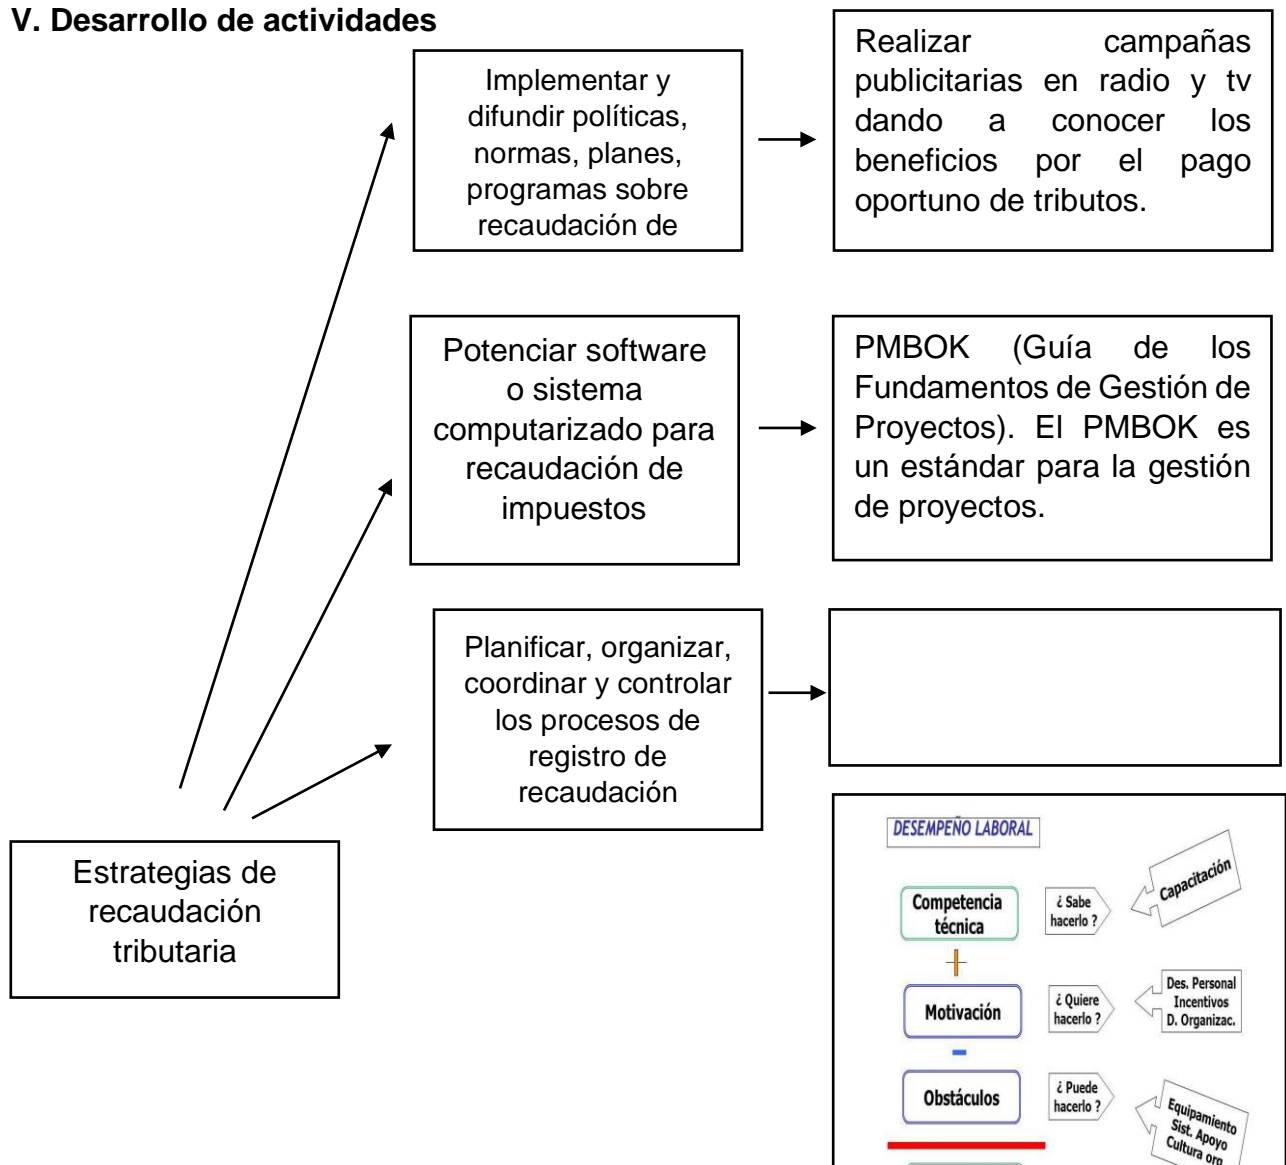 V. Desarrollo de actividades
Implementar y
difundir políticas,
normas, planes,
programas sobre
recaudación de
Realizar campañas
publicitarias en radio y tv
dando a conocer los
beneficios por el pago
oportuno de tributos.
Potenciar software
o sistema
computarizado para
recaudación de
impuestos
PMBOK (Guía de los
Fundamentos de Gestión de
Proyectos). El PMBOK es
un estándar para la gestión
de proyectos.
Planificar, organizar,
coordinar y controlar
los procesos de
registro de
recaudación
Estrategias de
recaudación
tributaria
DESEMPEÑO LABORAL
Competencia
técnica
¿ Sabe
hacerlo ?
Capacitación
+
Motivación
¿ Quiere
hacerlo ?
Des. Personal
Incentivos
D. Organizac.
-
Obstáculos
¿ Puede
hacerlo ?
Equipamiento
Sist. Apoyo
Cultura org